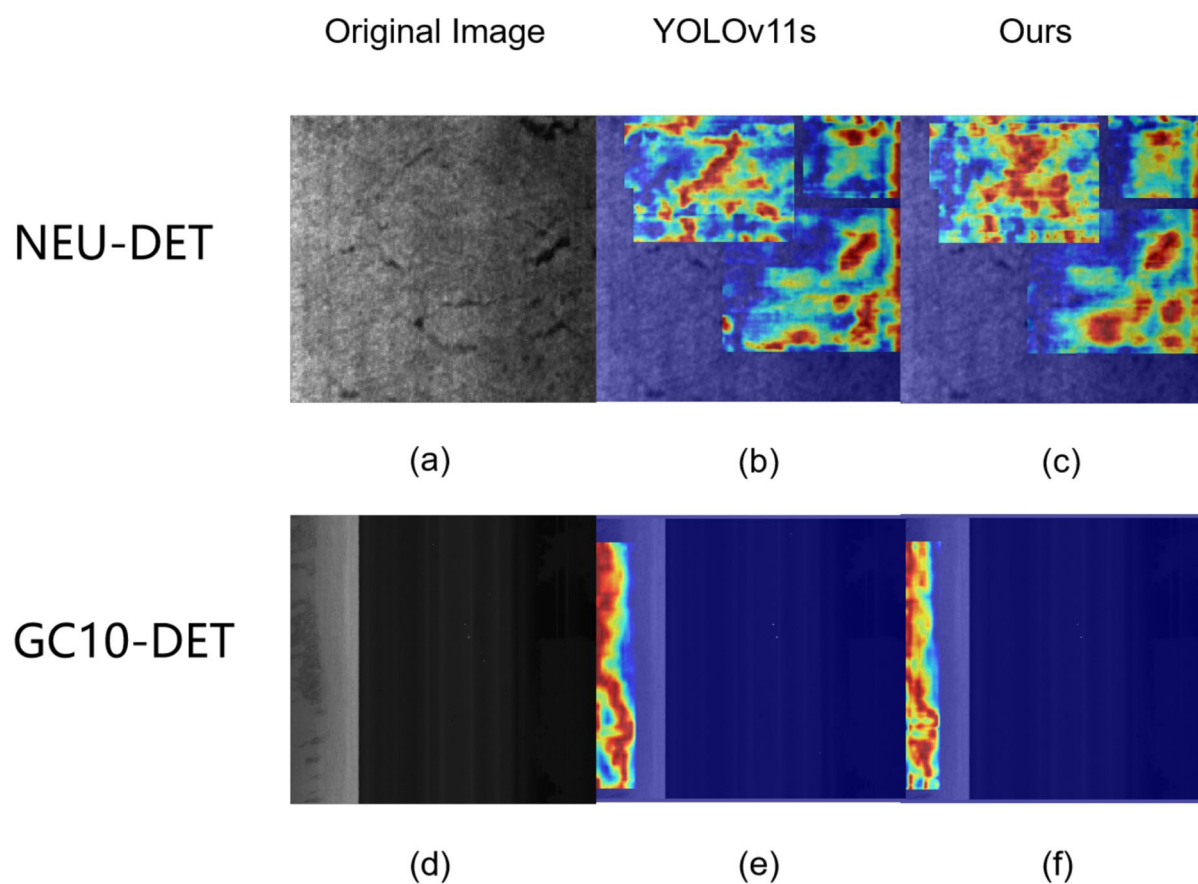 Original Image YOLOv11s Ours
NEU-DET
(a) (b) (c)
GC10-DET
(d) (e) (f)